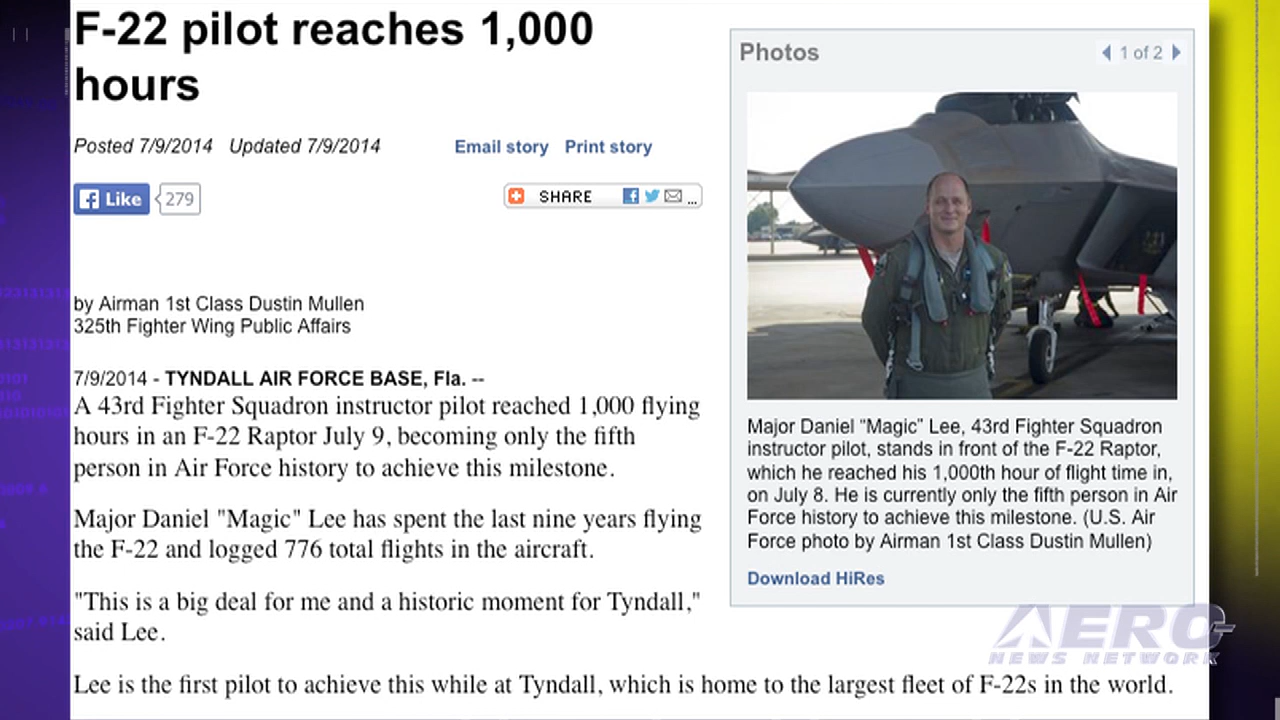 F-22 pilot reaches 1,000
hours
Posted 7/9/2014 Updated 7/9/2014
Email story Print story
Like 279
SHARE ...
by Airman 1st Class Dustin Mullen
325th Fighter Wing Public Affairs
7/9/2014 - TYNDALL AIR FORCE BASE, Fla. --
A 43rd Fighter Squadron instructor pilot reached 1,000 flying
hours in an F-22 Raptor July 9, becoming only the fifth
person in Air Force history to achieve this milestone.
Major Daniel "Magic" Lee has spent the last nine years flying
the F-22 and logged 776 total flights in the aircraft.
"This is a big deal for me and a historic moment for Tyndall,"
said Lee.
Lee is the first pilot to achieve this while at Tyndall, which is home to the largest fleet of F-22s in the world.
Photos
1 of 2
Major Daniel “Magic” Lee, 43rd Fighter Squadron
instructor pilot, stands in front of the F-22 Raptor,
which he reached his 1,000th hour of flight time in,
on July 8. He is currently only the fifth person in Air
Force history to achieve this milestone. (U.S. Air
Force photo by Airman 1st Class Dustin Mullen)
Download HiRes
AERO
NEWS NETWORK